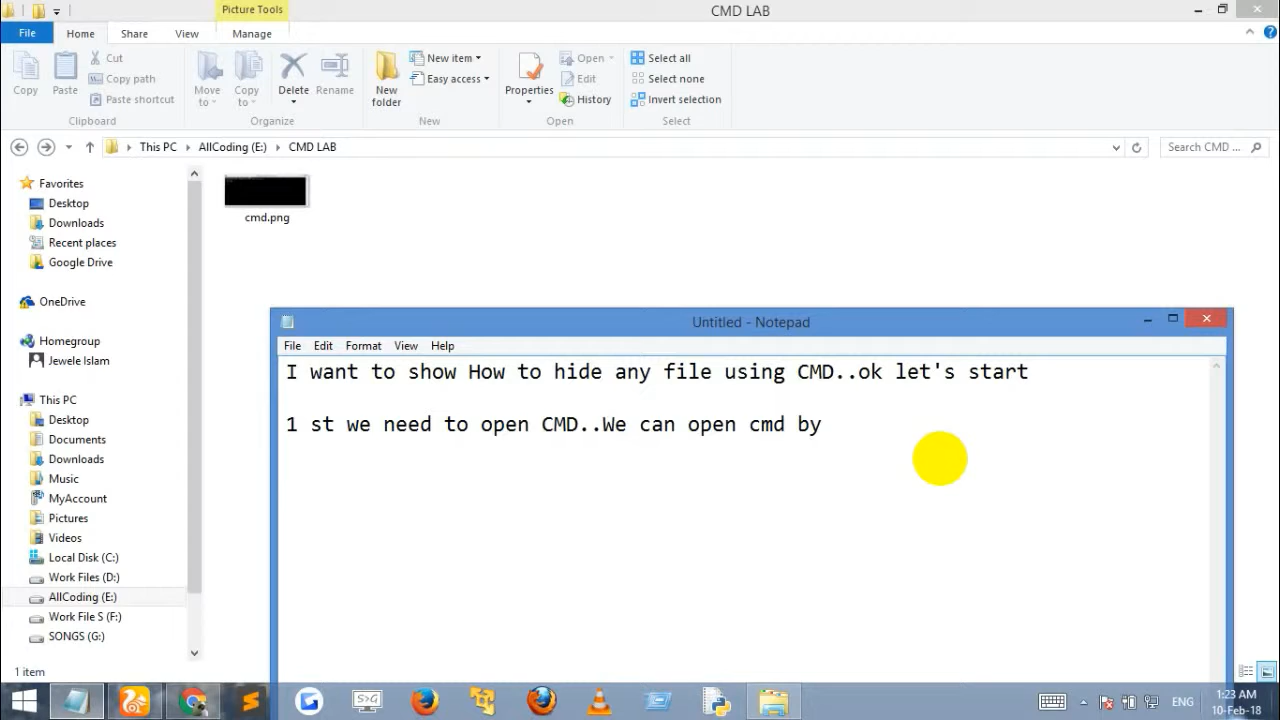 Picture Tools
CMD LAB
File
Home
Share
View
Manage
Copy
Paste
Cut
Copy path
Paste shortcut
Clipboard
Move to
Copy to
Delete
Rename
Organize
New folder
New item
Easy access
New
Properties
Open
Edit
History
Open
Select all
Select none
Invert selection
Select
This PC
AllCoding (E:)
CMD LAB
Search CMD ...
Favorites
Desktop
Downloads
Recent places
Google Drive
OneDrive
Homegroup
Jewele Islam
This PC
Desktop
Documents
Downloads
Music
MyAccount
Pictures
Videos
Local Disk (C:)
Work Files (D:)
AllCoding (E:)
Work File S (F:)
SONGS (G:)
1 item
cmd.png
Untitled - Notepad
File Edit Format View Help
I want to show How to hide any file using CMD..ok let's start
1 st we need to open CMD..We can open cmd by
S>G
ENG
1:23 AM
10-Feb-18